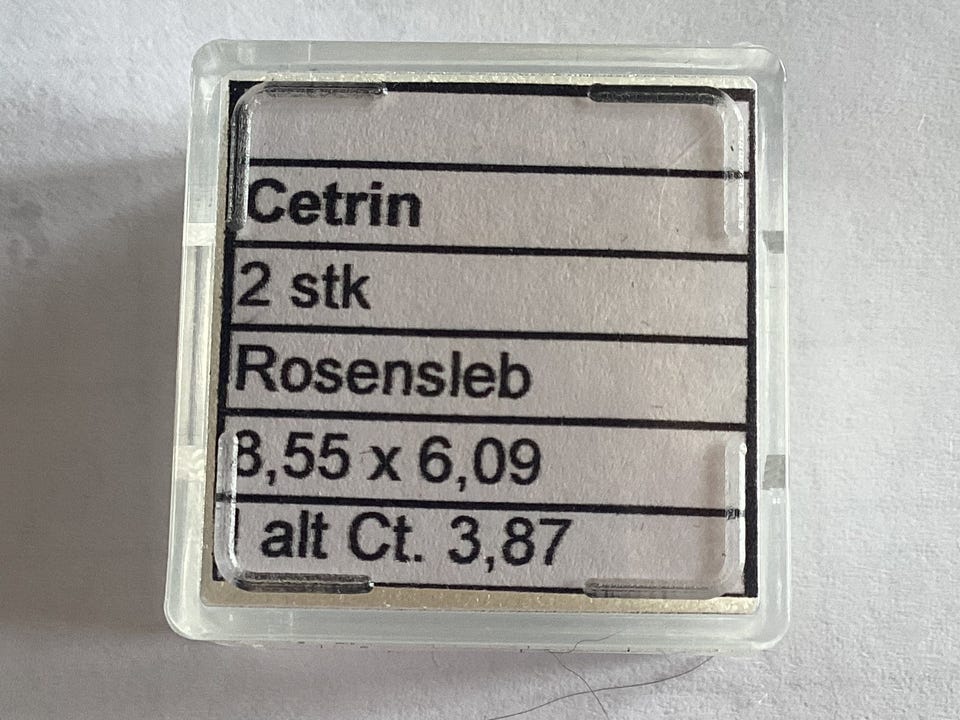 Cetrin
2 stk
Rosensleb
8,55 x 6,09
I alt Ct. 3,87